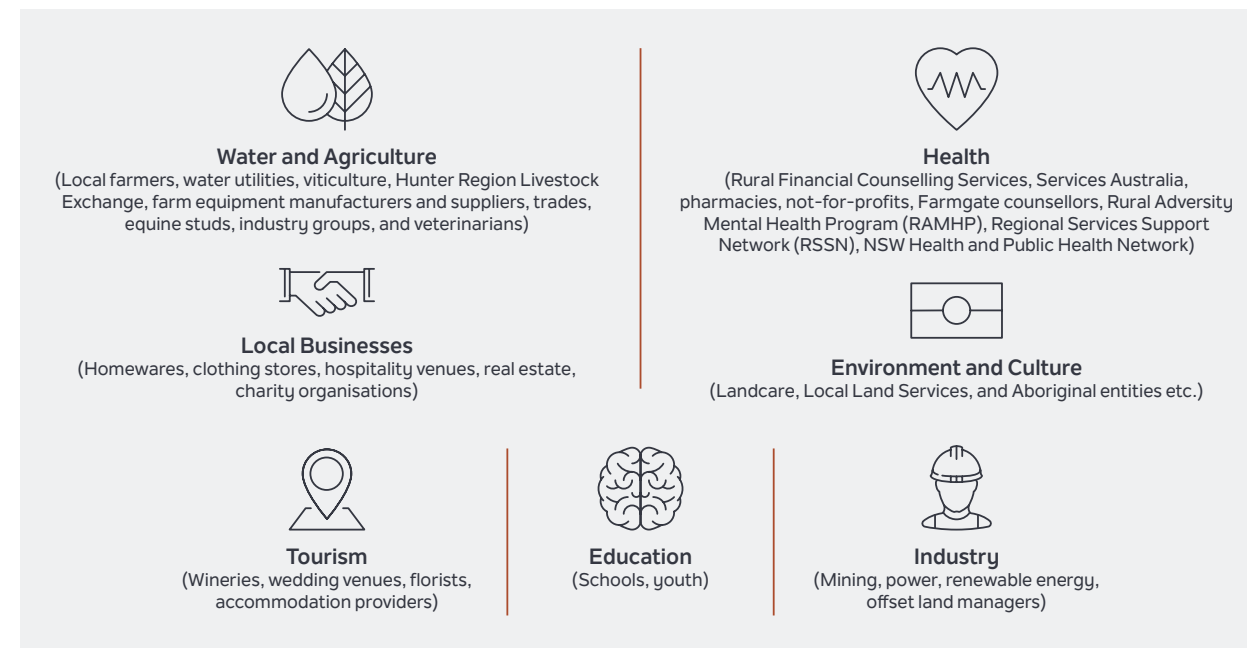 Water and Agriculture
(Local farmers, water utilities, viticulture, Hunter Region Livestock
Exchange, farm equipment manufacturers and suppliers, trades,
equine studs, industry groups, and veterinarians)
Health
(Rural Financial Counselling Services, Services Australia,
pharmacies, not-for-profits, Farmgate counsellors, Rural Adversity
Mental Health Program (RAMHP), Regional Services Support
Network (RSSN), NSW Health and Public Health Network)
Local Businesses
(Homewares, clothing stores, hospitality venues, real estate,
charity organisations)
Environment and Culture
(Landcare, Local Land Services, and Aboriginal entities etc.)
Tourism
(Wineries, wedding venues, florists,
accommodation providers)
Education
(Schools, youth)
Industry
(Mining, power, renewable energy,
offset land managers)